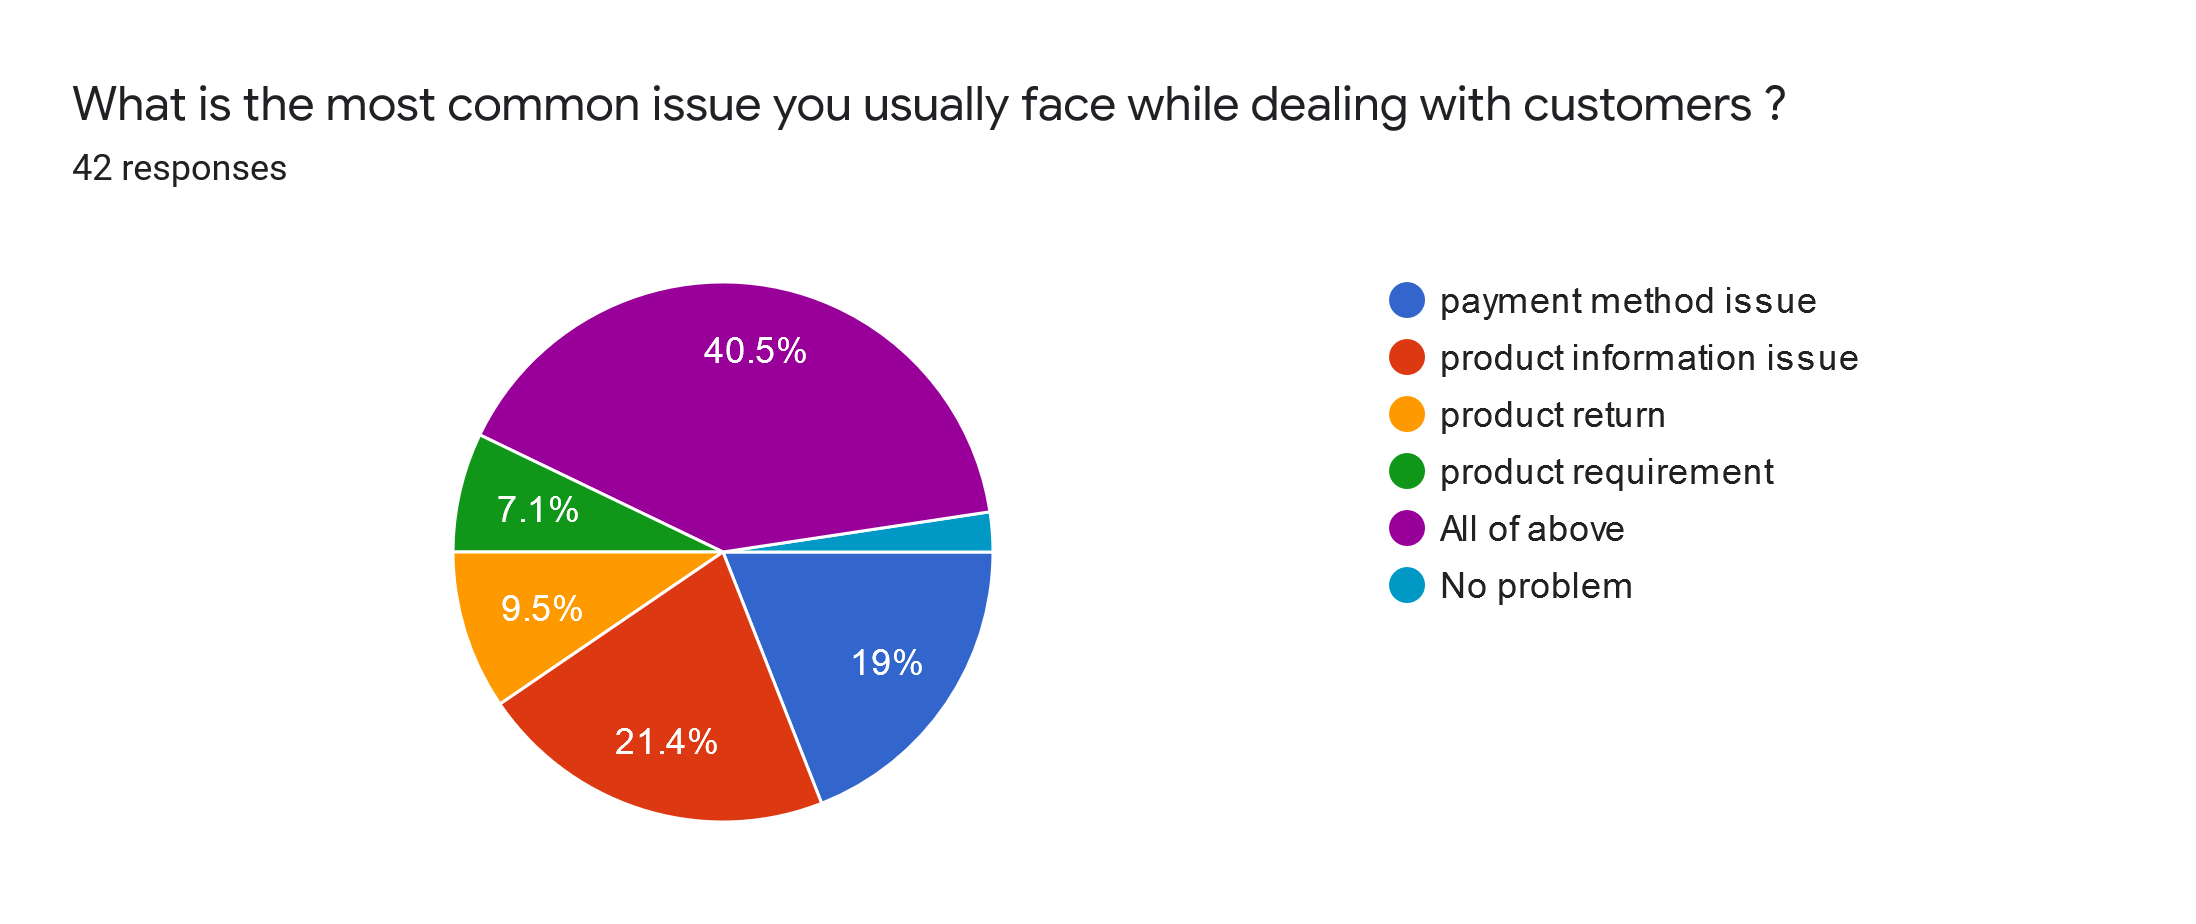 What is the most common issue you usually face while dealing with customers ?
42 responses
40.5%
7.1%
9.5%
19%
21.4%
payment method issue
product information issue
product return
product requirement
All of above
No problem